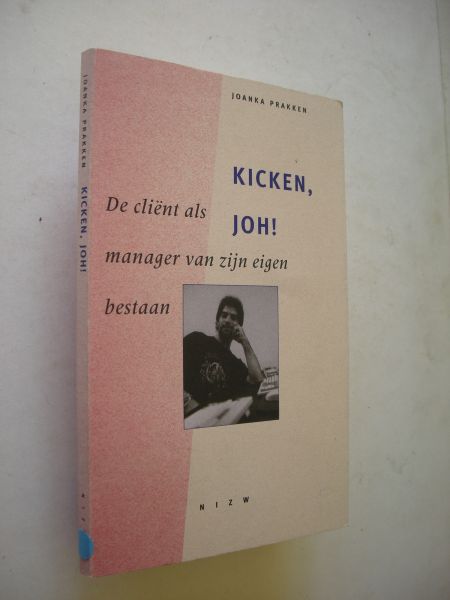 JOANKA PRAKKEN
KICKEN,
De cliënt als
JOH!
manager van zijn eigen
bestaan
NIZW
JOANKA PRAKKEN
KICKEN, JOH!